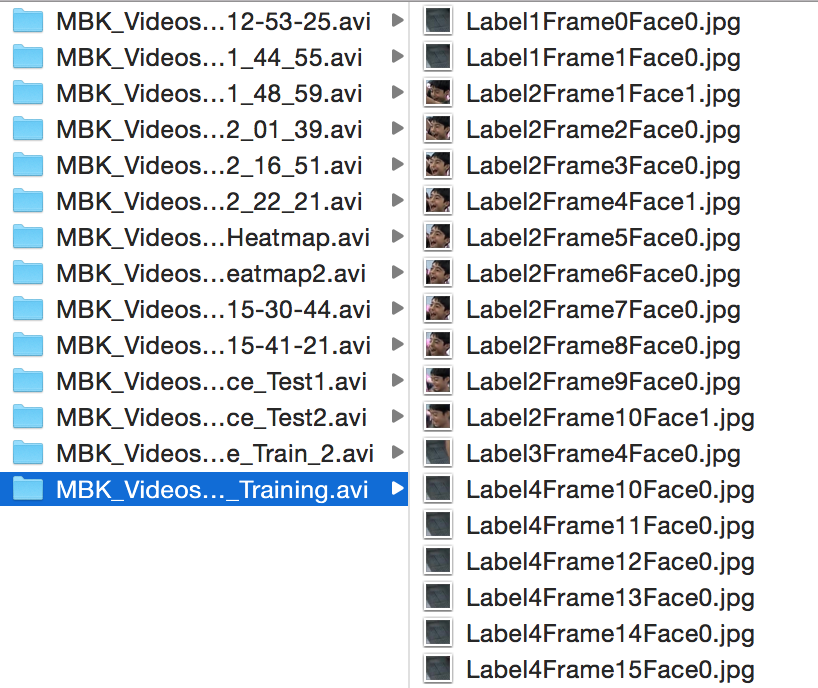 MBK_Videos...12-53-25.avi
MBK_Videos...1_44_55.avi
MBK_Videos...1_48_59.avi
MBK_Videos...2_01_39.avi
MBK_Videos...2_16_51.avi
MBK_Videos...2_22_21.avi
MBK_Videos...Heatmap.avi
MBK_Videos...eatmap2.avi
MBK_Videos...15-30-44.avi
MBK_Videos...15-41-21.avi
MBK_Videos...ce_Test1.avi
MBK_Videos...ce_Test2.avi
MBK_Videos...e_Train_2.avi
MBK_Videos..._Training.avi
Label1Frame0Face0.jpg
Label1Frame1Face0.jpg
Label2Frame1Face1.jpg
Label2Frame2Face0.jpg
Label2Frame3Face0.jpg
Label2Frame4Face1.jpg
Label2Frame5Face0.jpg
Label2Frame6Face0.jpg
Label2Frame7Face0.jpg
Label2Frame8Face0.jpg
Label2Frame9Face0.jpg
Label2Frame10Face1.jpg
Label3Frame4Face0.jpg
Label4Frame10Face0.jpg
Label4Frame11Face0.jpg
Label4Frame12Face0.jpg
Label4Frame13Face0.jpg
Label4Frame14Face0.jpg
Label4Frame15Face0.jpg